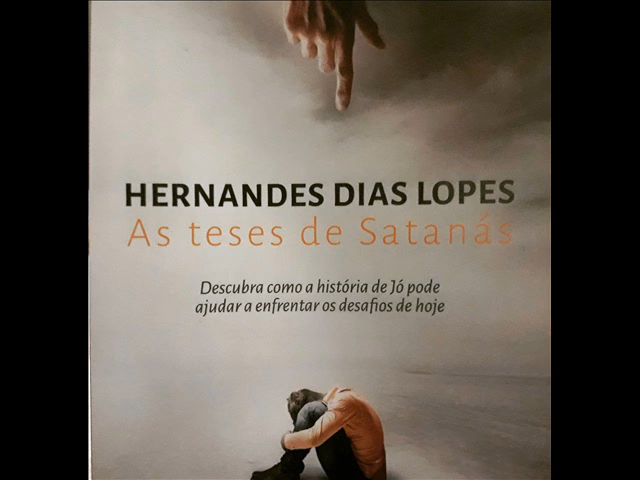 HERNANDES DIAS LOPES
As teses de Satanás
Descubra como a história de Jó pode
ajudar a enfrentar os desafios de hoje